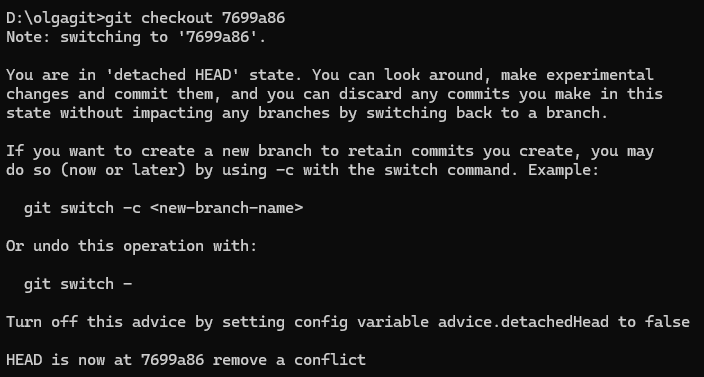 D:\olgagit>git checkout 7699a86
Note: switching to '7699a86'.
You are in 'detached HEAD' state. You can look around, make experimental
changes and commit them, and you can discard any commits you make in this
state without impacting any branches by switching back to a branch.
If you want to create a new branch to retain commits you create, you may
do so (now or later) by using -c with the switch command. Example:
git switch -c <new-branch-name>
Or undo this operation with:
git switch -
Turn off this advice by setting config variable advice.detachedHead to false
HEAD is now at 7699a86 remove a conflict